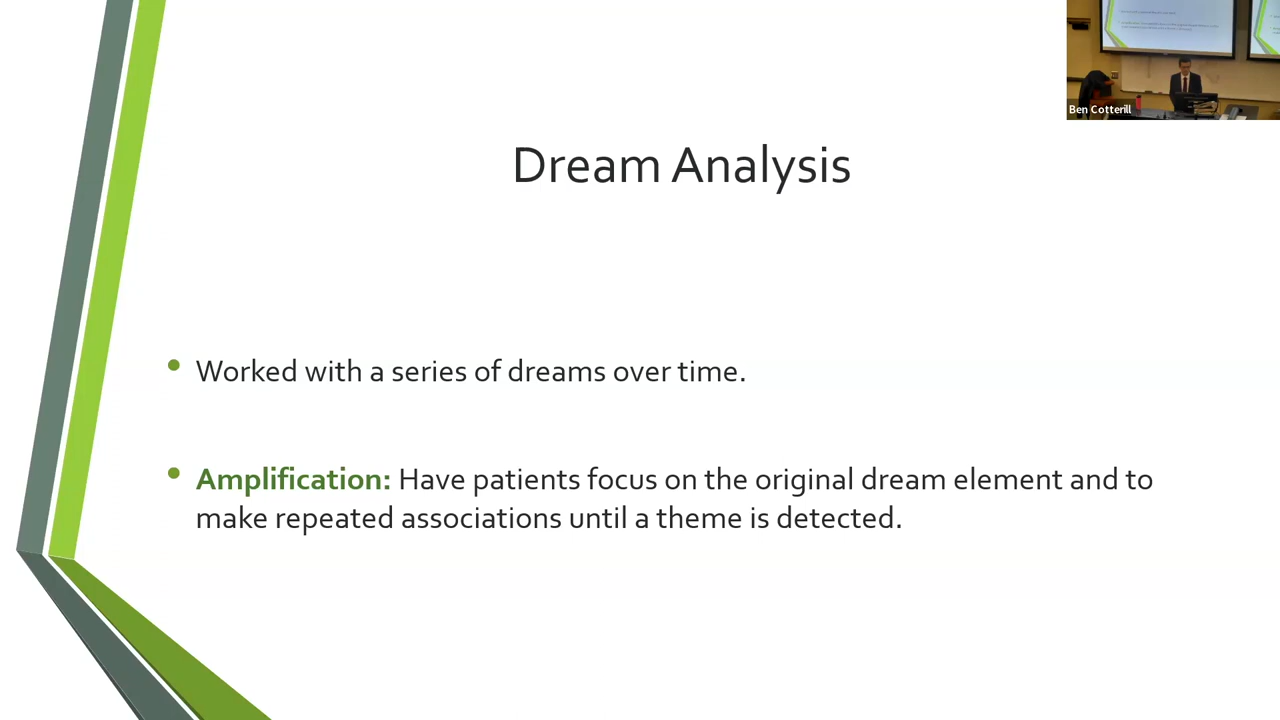 Ben Cotterill
Dream Analysis
• Worked with a series of dreams over time.
• Amplification: Have patients focus on the original dream element and to
make repeated associations until a theme is detected.